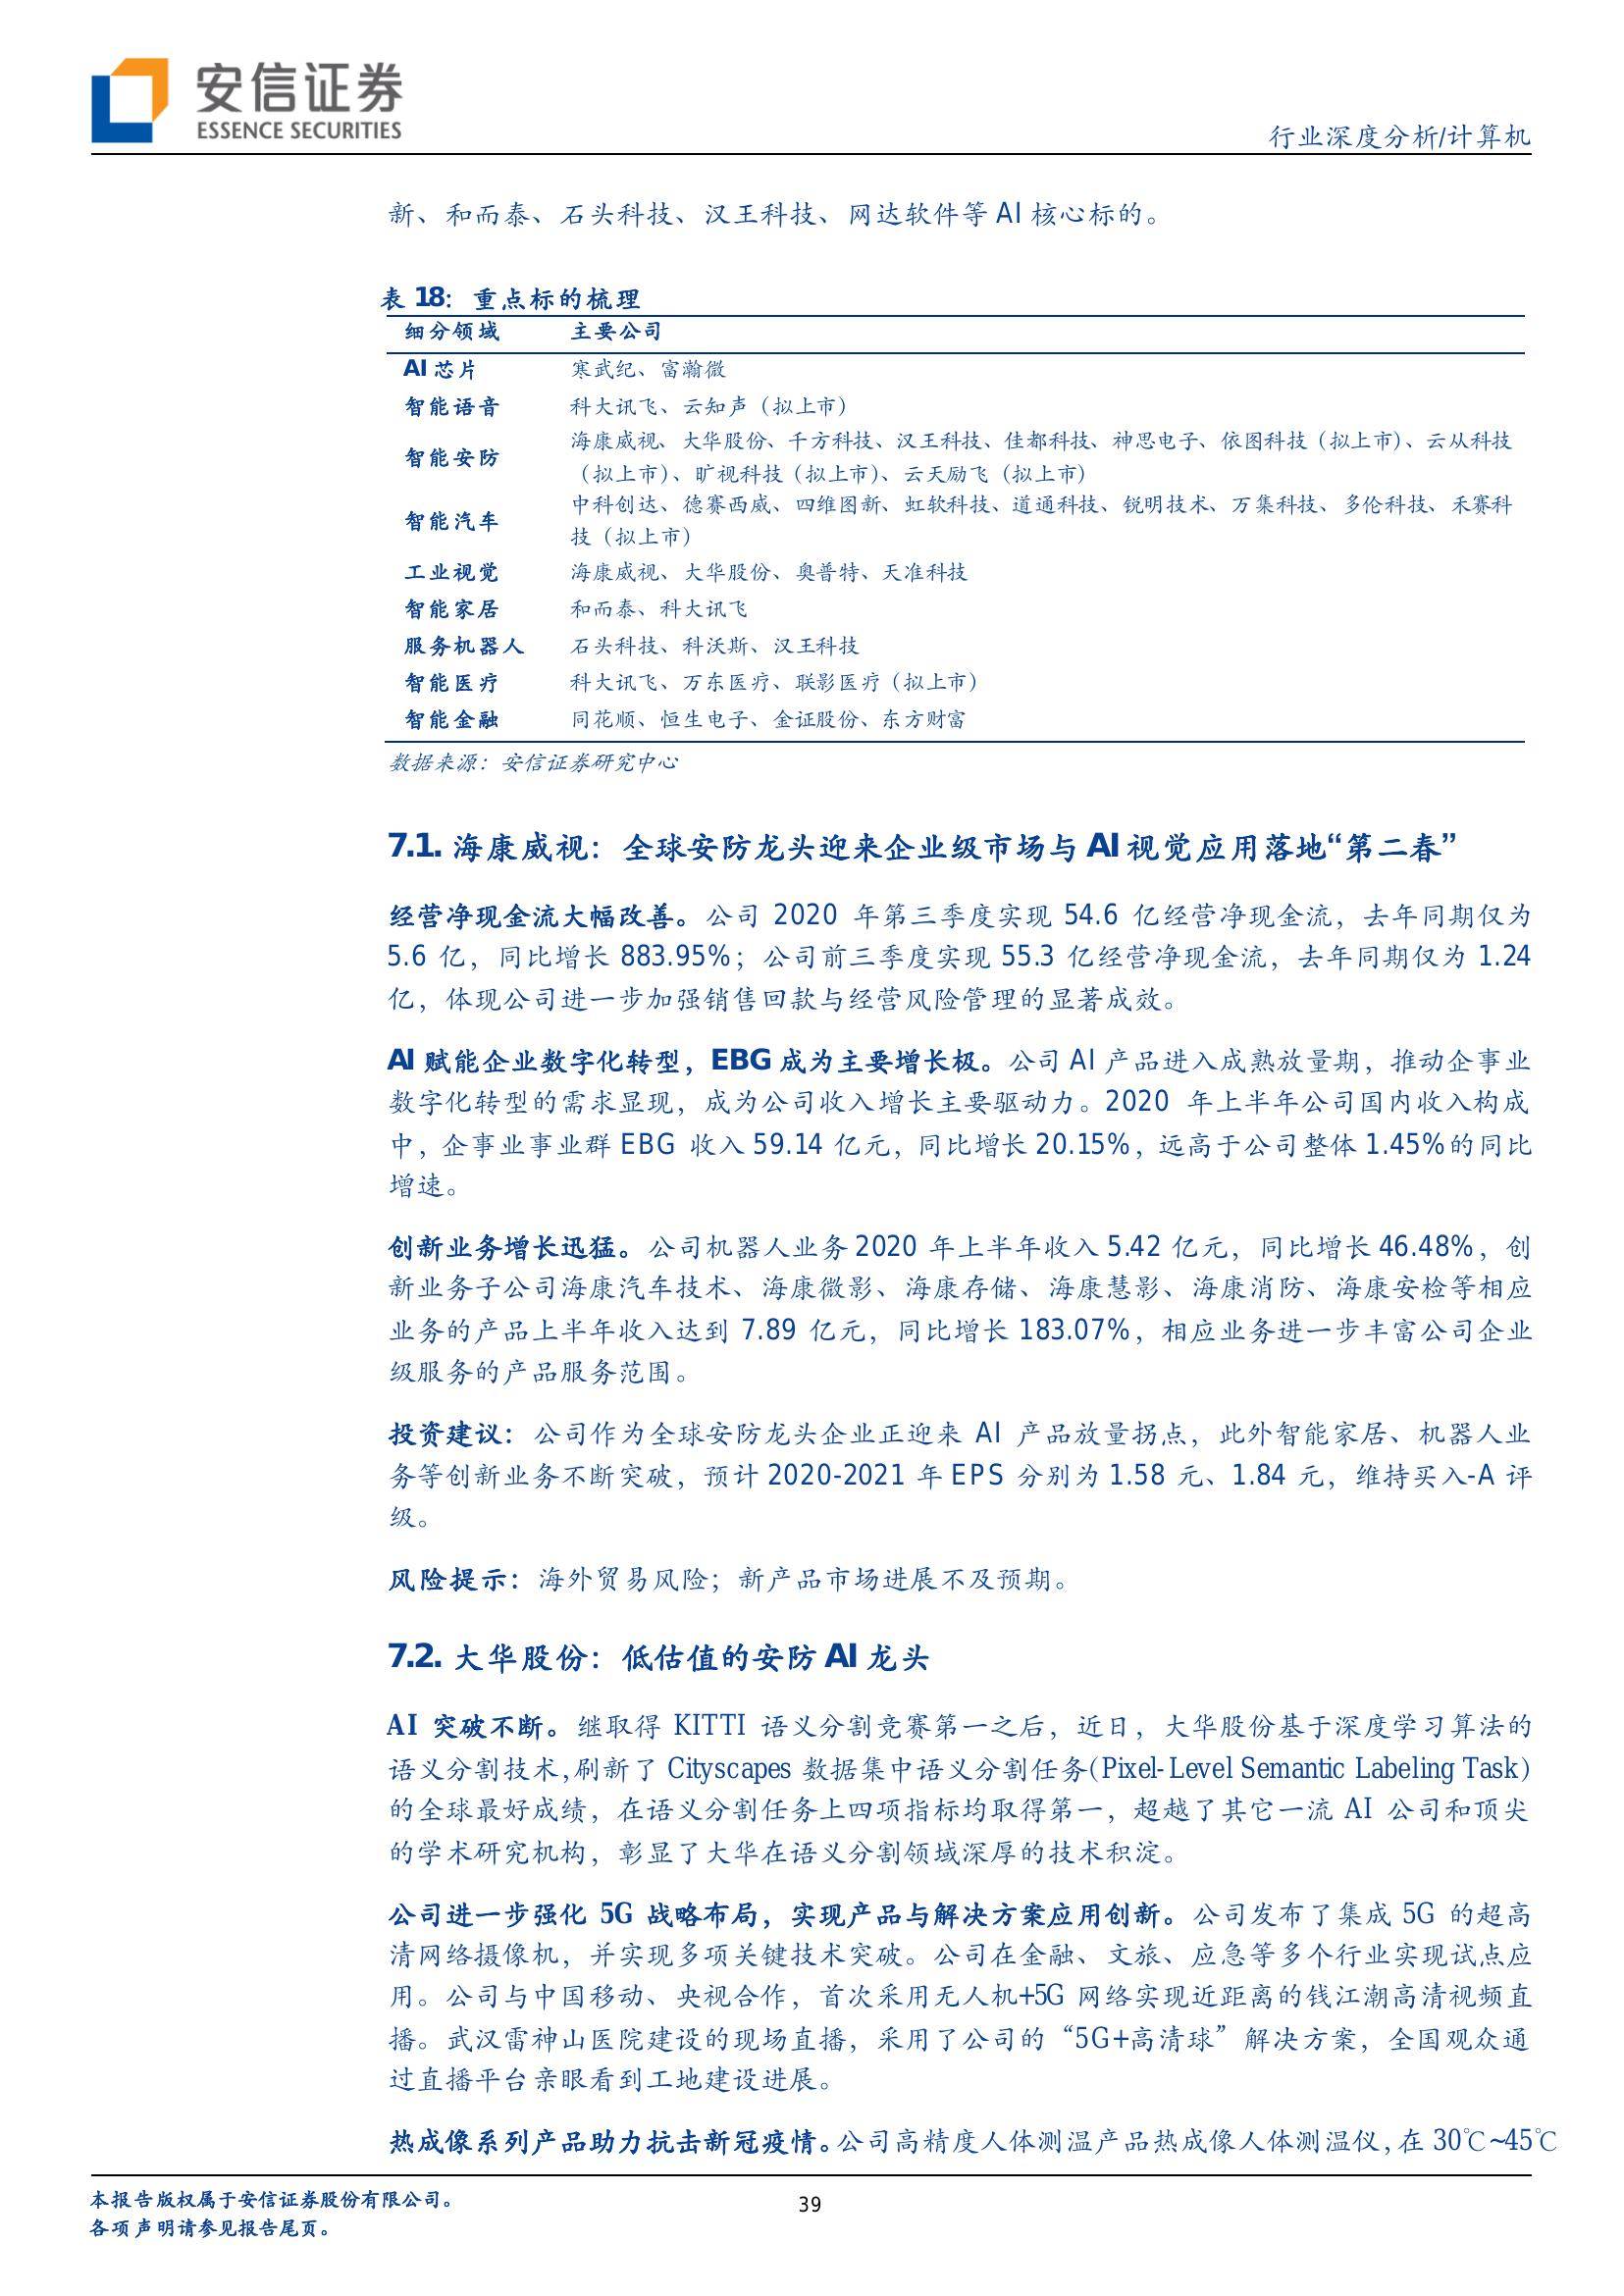 安信证券
ESSENCE SECURITIES
行业深度分析/计算机
新、和而泰、石头科技、汉王科技、网达软件等 AI 核心标的。
表 18：重点标的梳理
细分领域 主要公司
AI 芯片 寒武纪、富瀚微
智能语音 科大讯飞、云知声（拟上市）
智能安防 海康威视、大华股份、千方科技、汉王科技、佳都科技、神思电子、依图科技（拟上市）、云从科技
（拟上市）、旷视科技（拟上市）、云天励飞（拟上市）
智能汽车 中科创达、德赛西威、四维图新、虹软科技、道通科技、锐明技术、万集科技、多伦科技、禾赛科
技（拟上市）
工业视觉 海康威视、大华股份、奥普特、天准科技
智能家居 和而泰、科大讯飞
服务机器人 石头科技、科沃斯、汉王科技
智能医疗 科大讯飞、万东医疗、联影医疗（拟上市）
智能金融 同花顺、恒生电子、金证股份、东方财富
数据来源：安信证券研究中心
7.1. 海康威视：全球安防龙头迎来企业级市场与 AI 视觉应用落地“第二春”
经营净现金流大幅改善。公司 2020 年第三季度实现 54.6 亿经营净现金流，去年同期仅为
5.6 亿，同比增长 883.95%；公司前三季度实现 55.3 亿经营净现金流，去年同期仅为 1.24
亿，体现公司进一步加强销售回款与经营风险管理的显著成效。
AI 赋能企业数字化转型，EBG 成为主要增长极。公司 AI 产品进入成熟放量期，推动企事业
数字化转型的需求显现，成为公司收入增长主要驱动力。2020 年上半年公司国内收入构成
中，企事业事业群 EBG 收入 59.14 亿元，同比增长 20.15%，远高于公司整体 1.45%的同比
增速。
创新业务增长迅猛。公司机器人业务 2020 年上半年收入 5.42 亿元，同比增长 46.48%，创
新业务子公司海康汽车技术、海康微影、海康存储、海康慧影、海康消防、海康安检等相应
业务的产品上半年收入达到 7.89 亿元，同比增长 183.07%，相应业务进一步丰富公司企业
级服务的产品服务范围。
投资建议：公司作为全球安防龙头企业正迎来 AI 产品放量拐点，此外智能家居、机器人业
务等创新业务不断突破，预计 2020-2021 年 EPS 分别为 1.58 元、1.84 元，维持买入-A 评
级。
风险提示：海外贸易风险；新产品市场进展不及预期。
7.2. 大华股份：低估值的安防 AI 龙头
AI 突破不断。继取得 KITTI 语义分割竞赛第一之后，近日，大华股份基于深度学习算法的
语义分割技术，刷新了 Cityscapes 数据集中语义分割任务(Pixel-Level Semantic Labeling Task)
的全球最好成绩，在语义分割任务上四项指标均取得第一，超越了其它一流 AI 公司和顶尖
的学术研究机构，彰显了大华在语义分割领域深厚的技术积淀。
公司进一步强化 5G 战略布局，实现产品与解决方案应用创新。公司发布了集成 5G 的超高
清网络摄像机，并实现多项关键技术突破。公司在金融、文旅、应急等多个行业实现试点应
用。公司与中国移动、央视合作，首次采用无人机+5G 网络实现近距离的钱江潮高清视频直
播。武汉雷神山医院建设的现场直播，采用了公司的“5G+高清球”解决方案，全国观众通
过直播平台亲眼看到工地建设进展。
热成像系列产品助力抗击新冠疫情。公司高精度人体测温产品热成像人体测温仪，在 30℃~45℃
本报告版权属于安信证券股份有限公司。
39
各项声明请参见报告尾页。